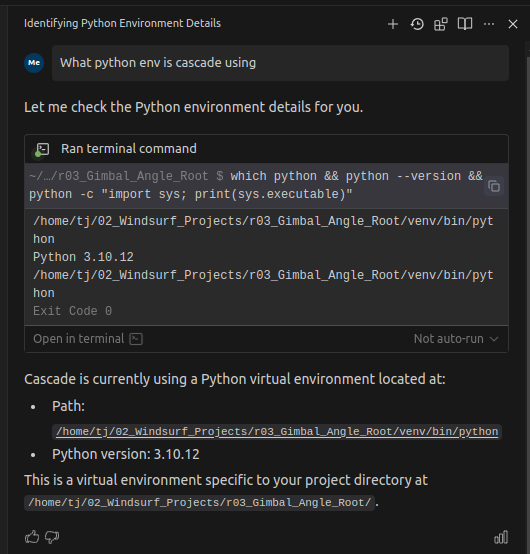 Identifying Python Environment Details
Me
What python env is cascade using
Let me check the Python environment details for you.
Ran terminal command
~/…/r03_Gimbal_Angle_Root $ which python && python --version &&
python -c "import sys; print(sys.executable)"
/home/tj/02_Windsurf_Projects/r03_Gimbal_Angle_Root/venv/bin/pyt
hon
Python 3.10.12
/home/tj/02_Windsurf_Projects/r03_Gimbal_Angle_Root/venv/bin/pyt
hon
Exit Code 0
Open in terminal
Not auto-run
Cascade is currently using a Python virtual environment located at:
• Path:
/home/tj/02_Windsurf_Projects/r03_Gimbal_Angle_Root/venv/bin/python
• Python version: 3.10.12
This is a virtual environment specific to your project directory at
/home/tj/02_Windsurf_Projects/r03_Gimbal_Angle_Root/.